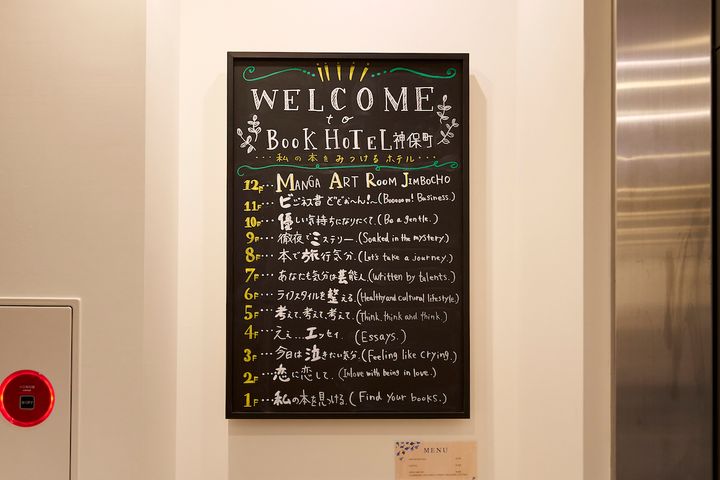 WELCOME
to
BOOK HOTEL 神保町
···私の本をみつけるホテル···
12F··· MANGA ART ROOM JIMBOCHO
11F··· ビジネス書 どどお〜ん!〜(Booooom! Business.)
10F··· 優しい気持ちになりたくて.(Be a gentle.)
9F··· 徹夜でミステリー.(Soaked in the mystery.)
8F··· 本で旅行気分.(Let's take a journey.)
7F··· あなたも気分は芸能人.(Written by talents.)
6F··· ライフスタイルを整える.(Healthy and cultural lifestyle.)
5F··· 考えて、考えて、考えて.(Think, think and think.)
4F··· ええ...エッセイ. (Essays.)
3F··· 今日は泣きたい気分.(Feeling like crying.)
2F··· 恋に恋して. (In love with being in love.)
1F··· 私の本を見つける.(Find your books.)
MENU